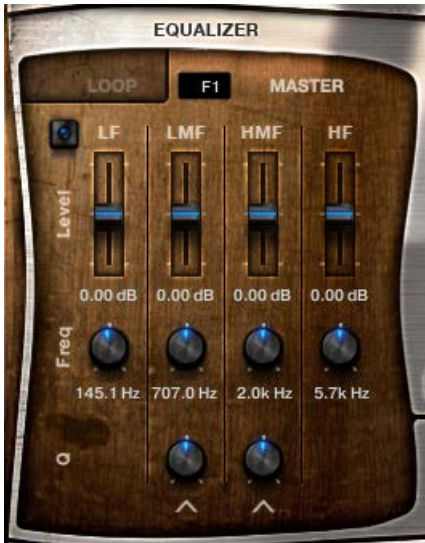 EQUALIZER
LOOP F1 MASTER
LF LMF HMF HF
Level
0.00 dB 0.00 dB 0.00 dB 0.00 dB
Freq
145.1 Hz 707.0 Hz 2.0k Hz 5.7k Hz
Q